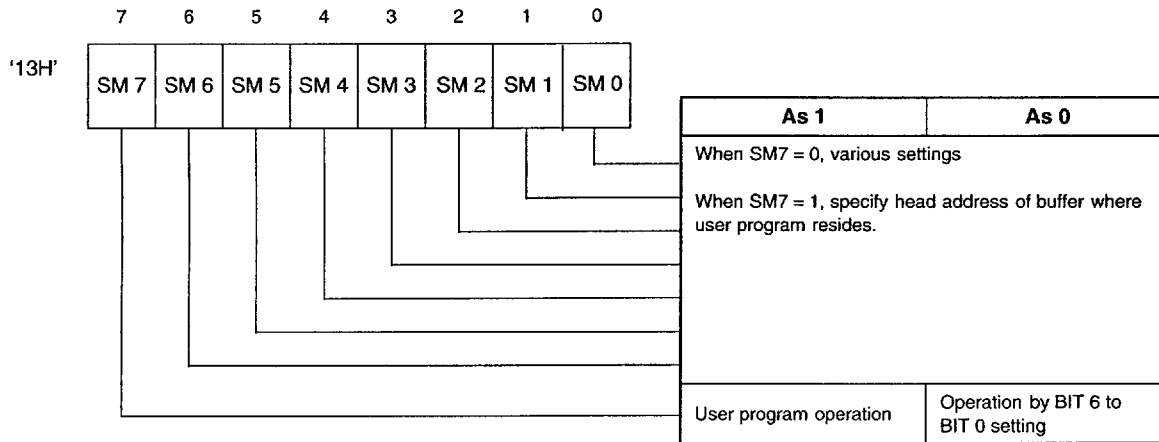 7 6 5 4 3 2 1 0
'13H'
SM 7 SM 6 SM 5 SM 4 SM 3 SM 2 SM 1 SM 0
As 1 As 0
When SM7 = 0, various settings
When SM7 = 1, specify head address of buffer where
user program resides.
User program operation
Operation by BIT 6 to
BIT 0 setting